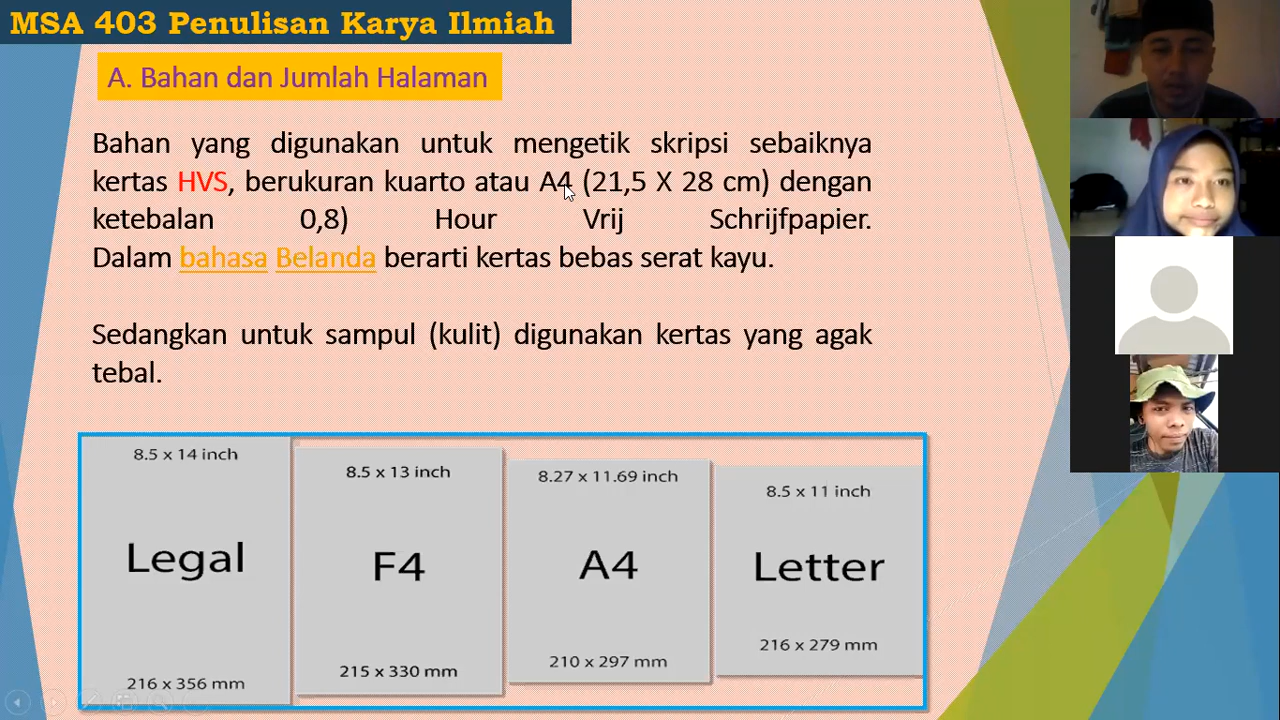 MSA 403 Penulisan Karya Ilmiah
A. Bahan dan Jumlah Halaman
Bahan yang digunakan untuk mengetik skripsi sebaiknya
kertas HVS, berukuran kuarto atau A4 (21,5 X 28 cm) dengan
ketebalan 0,8) Hour Vrij Schrijfpapier.
Dalam bahasa Belanda berarti kertas bebas serat kayu.
Sedangkan untuk sampul (kulit) digunakan kertas yang agak
tebal.
8.5 x 14 inch
Legal
216 x 356 mm
8.5 x 13 inch
F4
215 x 330 mm
8.27 x 11.69 inch
A4
210 x 297 mm
8.5 x 11 inch
Letter
216 x 279 mm